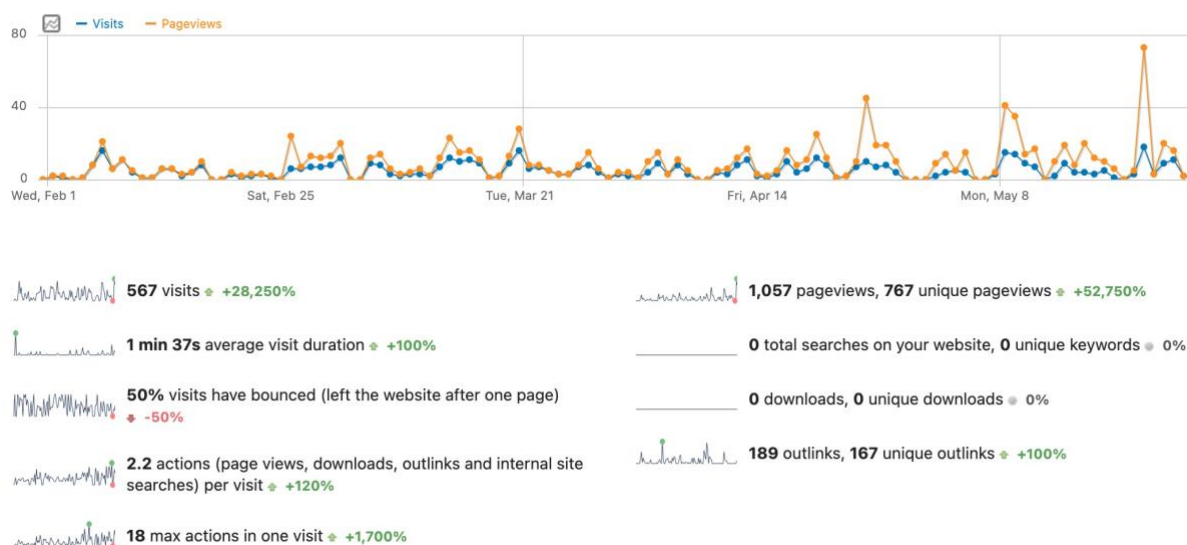 Visits Pageviews
80
40
0
Wed, Feb 1 Sat, Feb 25 Tue, Mar 21 Fri, Apr 14 Mon, May 8
567 visits +28,250%
1 min 37s average visit duration +100%
50% visits have bounced (left the website after one page)
-50%
2.2 actions (page views, downloads, outlinks and internal site
searches) per visit +120%
18 max actions in one visit +1,700%
1,057 pageviews, 767 unique pageviews +52,750%
0 total searches on your website, 0 unique keywords 0%
0 downloads, 0 unique downloads 0%
189 outlinks, 167 unique outlinks +100%